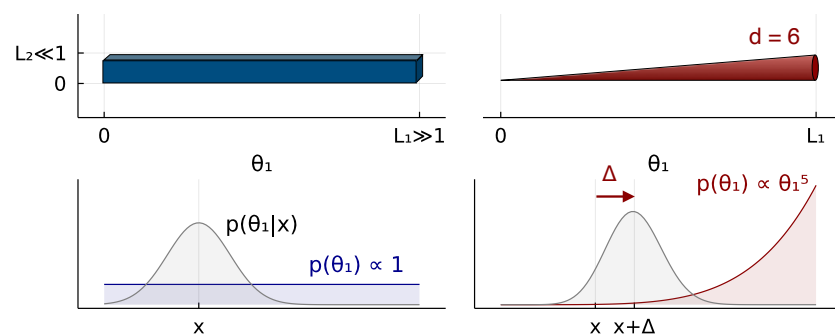 L₂≪1
0
0
L₁≫1
θ₁
d = 6
0
L₁
θ₁
p(θ₁|x)
p(θ₁) ∝ 1
x
Δ
p(θ₁) ∝ θ₁⁵
x
x+Δ